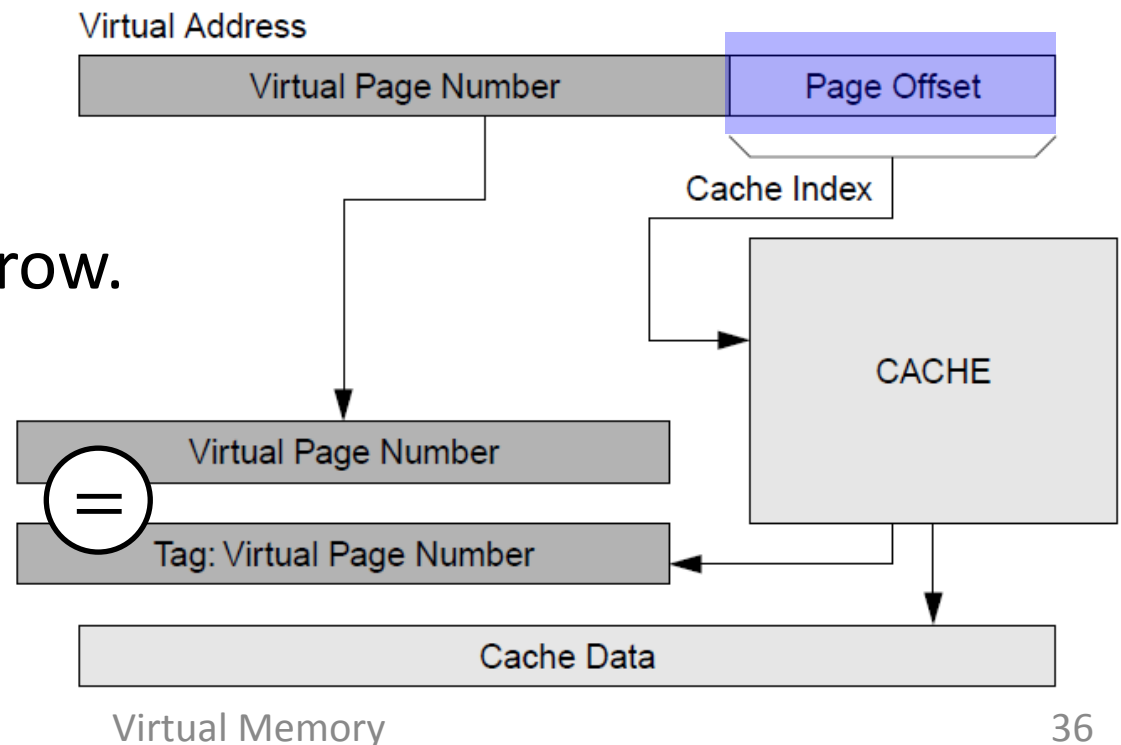 Virtual Address
Virtual Page Number Page Offset
Cache Index
row.
CACHE
Virtual Page Number
=
Tag: Virtual Page Number
Cache Data
Virtual Memory 36